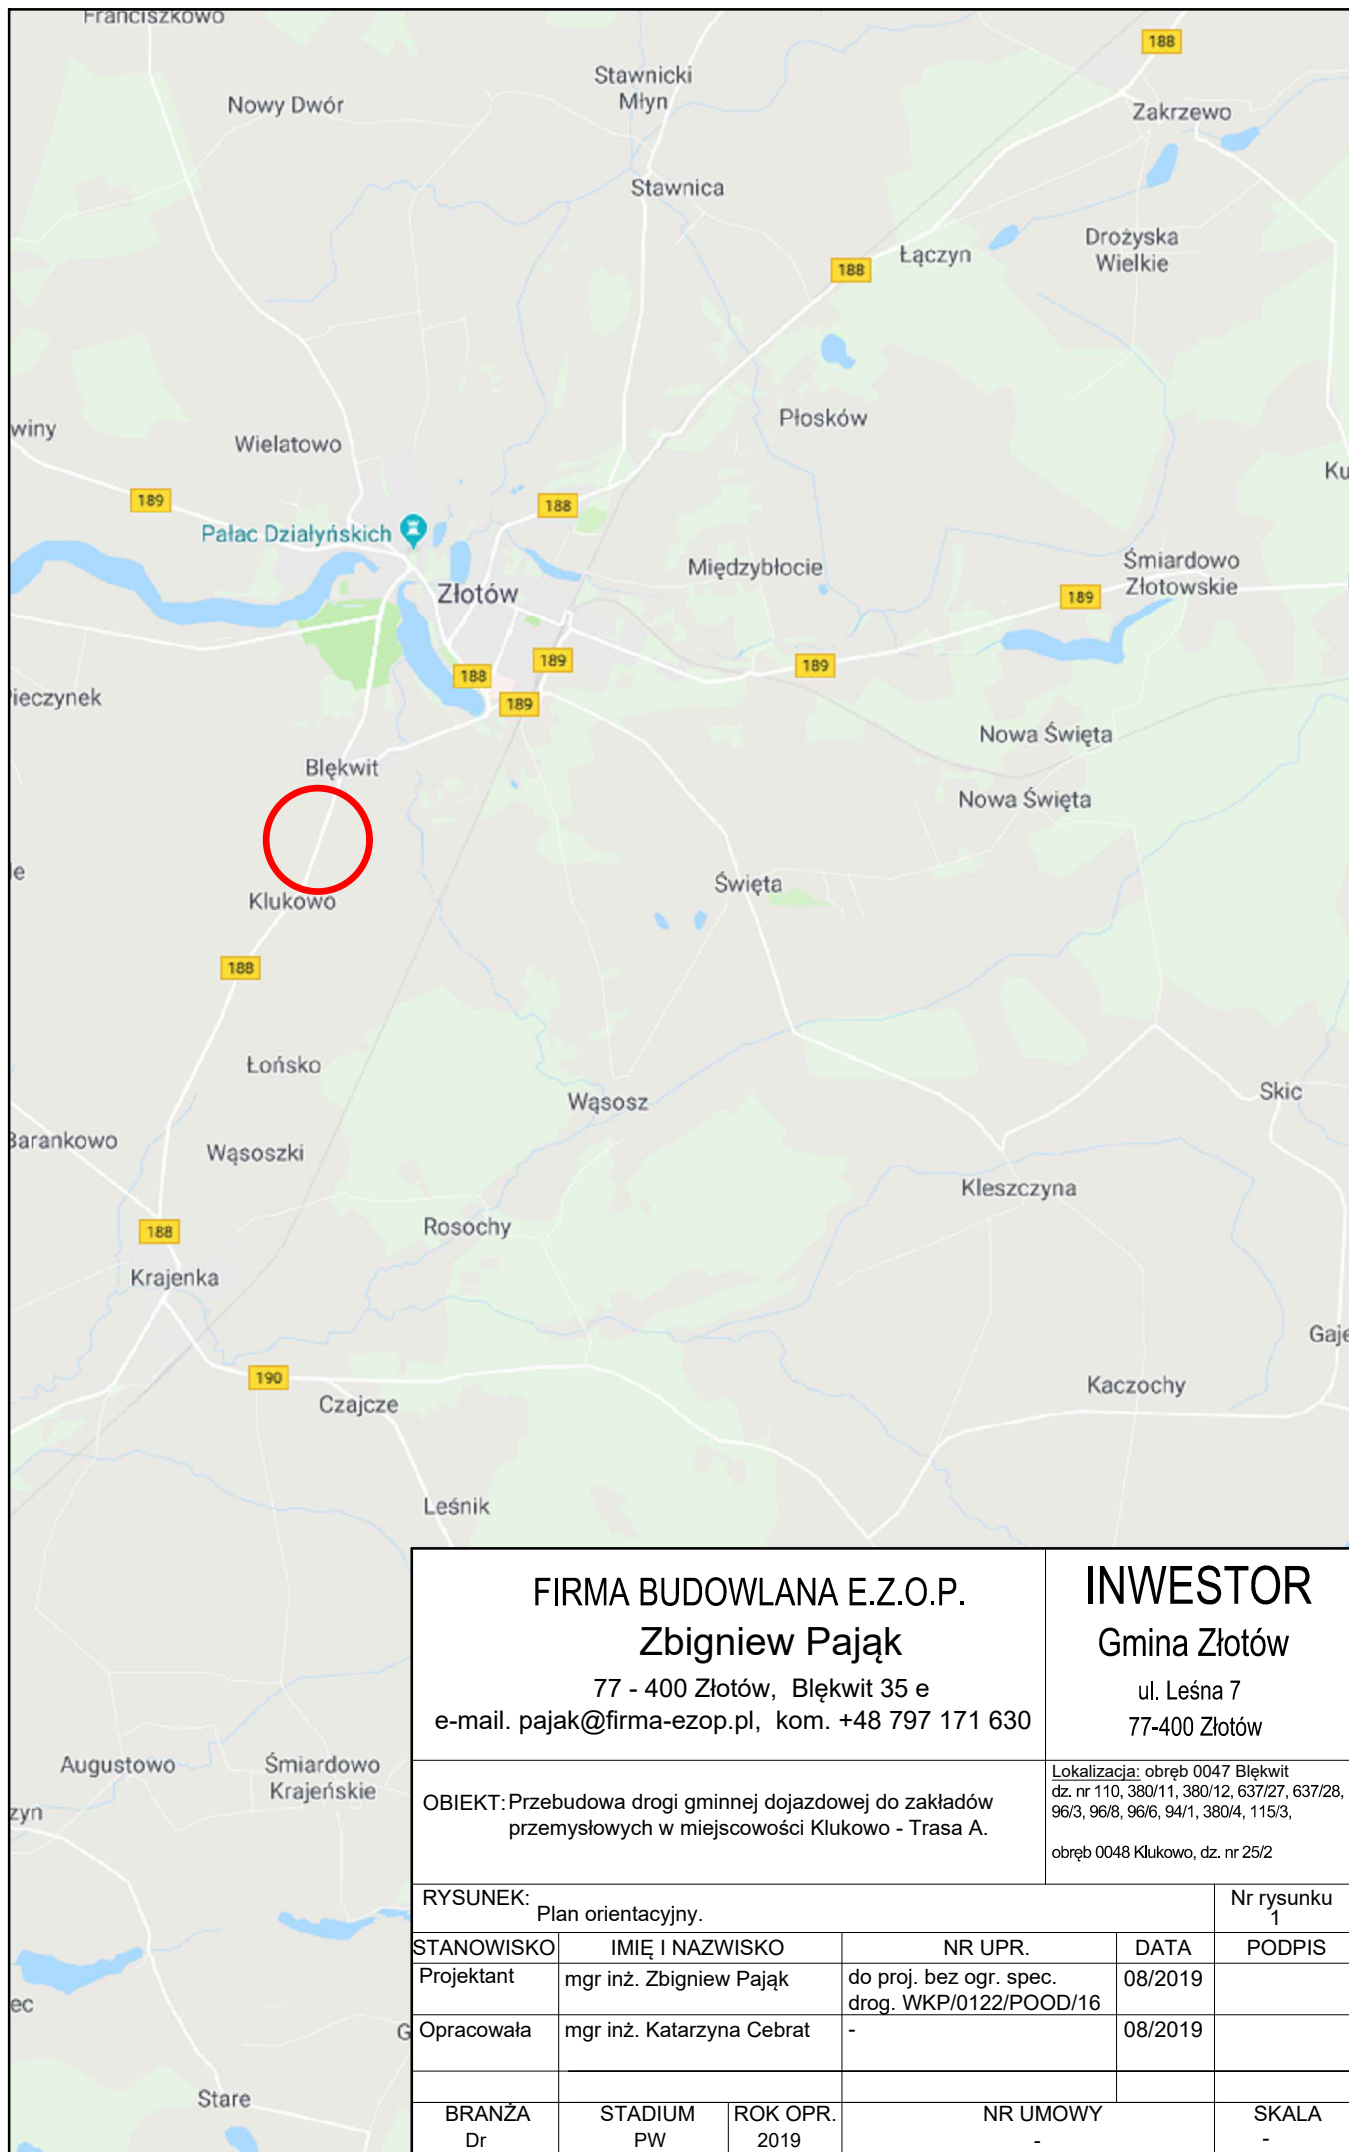 Franciszkowo
188
Stawnicki
Młyn
Nowy Dwór
Zakrzewo
Stawnica
Drożyska
Wielkie
Łączyn
188
Płosków
winy
Wielatowo
Ku
189
188
Pałac Działyńskich
Międzybłocie
Śmiardowo
Złotowskie
Złotów
189
189
189
188
ieczynek
189
Nowa Święta
Blękwit
Nowa Święta
le
Święta
Klukowo
188
Łońsko
Skic
Wąsosz
Barankowo
Wąsoszki
Kleszczyna
Rosochy
188
Krajenka
Gaje
190
Kaczochy
Czajcze
Leśnik
FIRMA BUDOWLANA E.Z.O.P.
Zbigniew Pająk
77 - 400 Złotów, Blękwit 35 e
e-mail. pajak@firma-ezop.pl, kom. +48 797 171 630
INWESTOR
Gmina Złotów
ul. Leśna 7
77-400 Złotów
Augustowo
Śmiardowo
Krajeńskie
zyn
OBIEKT: Przebudowa drogi gminnej dojazdowej do zakładów
przemysłowych w miejscowości Klukowo - Trasa A.
Lokalizacja: obręb 0047 Blękwit
dz. nr 110, 380/11, 380/12, 637/27, 637/28,
96/3, 96/8, 96/6, 94/1, 380/4, 115/3,
obręb 0048 Klukowo, dz. nr 25/2
RYSUNEK: Plan orientacyjny.
Nr rysunku
1
STANOWISKO IMIĘ I NAZWISKO NR UPR. DATA PODPIS
Projektant mgr inż. Zbigniew Pająk do proj. bez ogr. spec. 08/2019
drog. WKP/0122/POOD/16
ec
G
Opracowała mgr inż. Katarzyna Cebrat - 08/2019
Stare
BRANŻA STADIUM ROK OPR. NR UMOWY SKALA
Dr PW 2019 - -